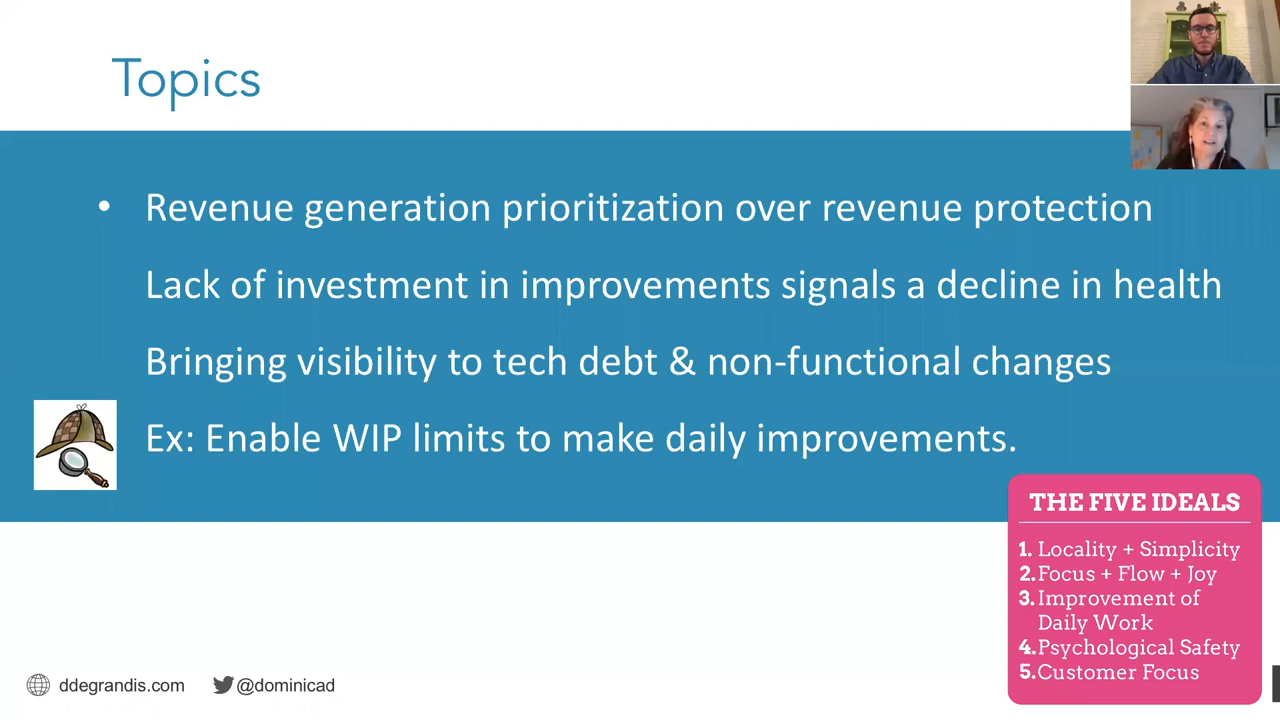 Topics
• Revenue generation prioritization over revenue protection
Lack of investment in improvements signals a decline in health
Bringing visibility to tech debt & non-functional changes
Ex: Enable WIP limits to make daily improvements.
THE FIVE IDEALS
1. Locality + Simplicity
2. Focus + Flow + Joy
3. Improvement of
Daily Work
4. Psychological Safety
5. Customer Focus
ddegrandis.com
@dominicad